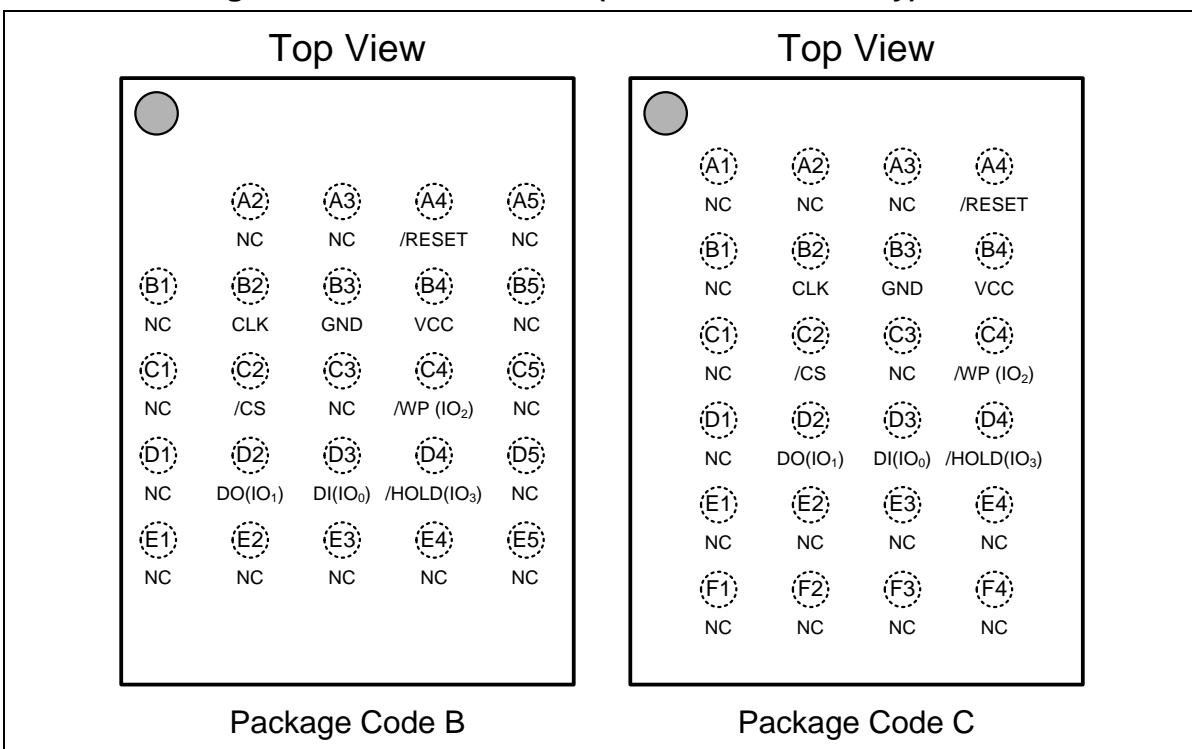 Top View
A2 A3 A4 A5
NC NC /RESET NC
B1 B2 B3 B4 B5
NC CLK GND VCC NC
C1 C2 C3 C4 C5
NC /CS NC /WP (IO₂) NC
D1 D2 D3 D4 D5
NC DO(IO₁) DI(IO₀) /HOLD(IO₃) NC
E1 E2 E3 E4 E5
NC NC NC NC NC
Package Code B
Top View
A1 A2 A3 A4
NC NC NC /RESET
B1 B2 B3 B4
NC CLK GND VCC
C1 C2 C3 C4
NC /CS NC /WP (IO₂)
D1 D2 D3 D4
NC DO(IO₁) DI(IO₀) /HOLD(IO₃)
E1 E2 E3 E4
NC NC NC NC
F1 F2 F3 F4
NC NC NC NC
Package Code C